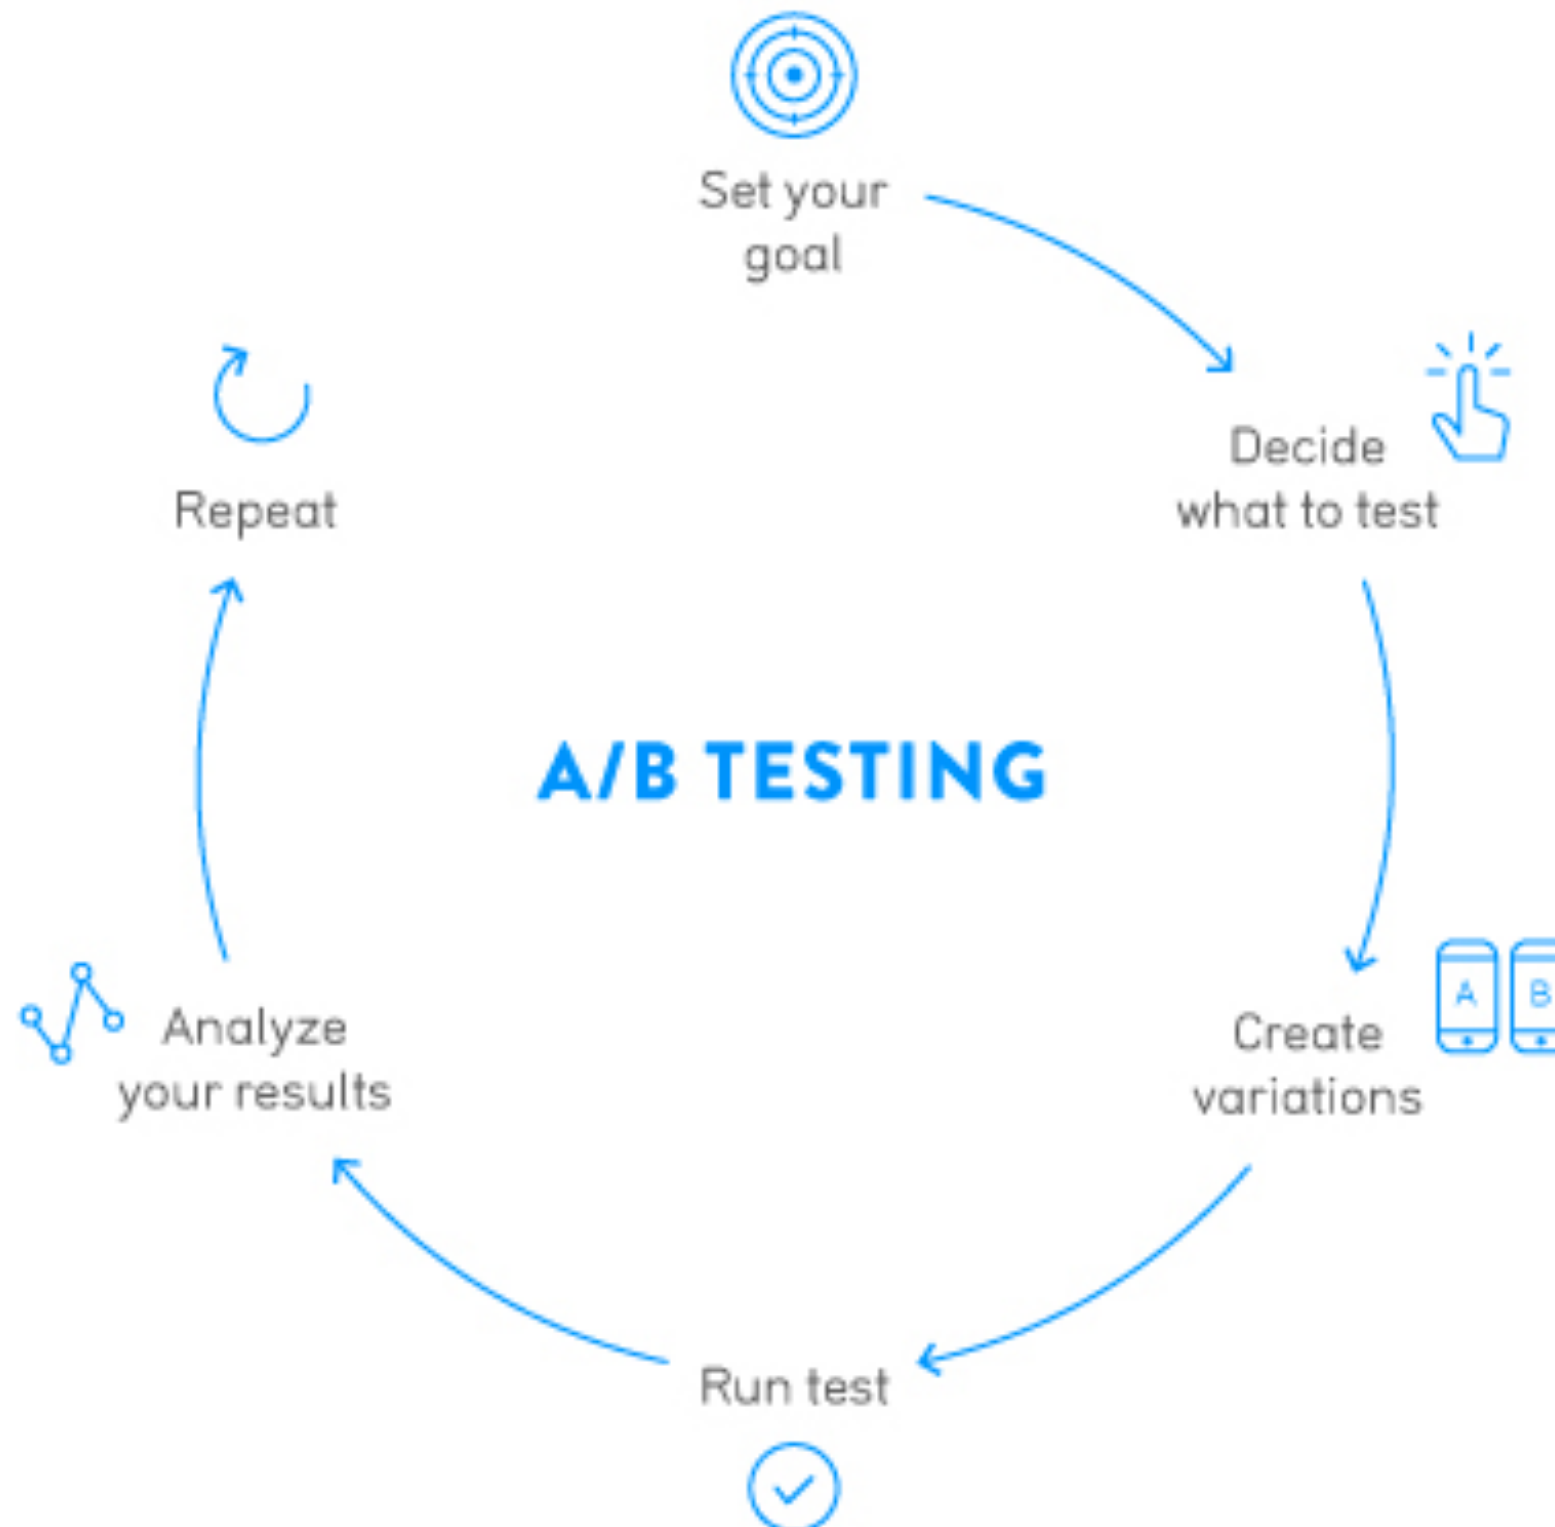 Set your
goal
Decide
what to test
A/B TESTING
Create
variations
A
B
Run test
Analyze
your results
Repeat